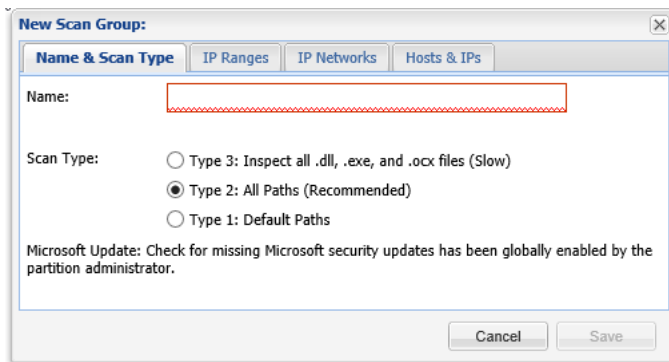 New Scan Group:
Name & Scan Type IP Ranges IP Networks Hosts & IPs
Name:
Scan Type:
Type 3: Inspect all .dll, .exe, and .ocx files (Slow)
Type 2: All Paths (Recommended)
Type 1: Default Paths
Microsoft Update: Check for missing Microsoft security updates has been globally enabled by the
partition administrator.
Cancel Save